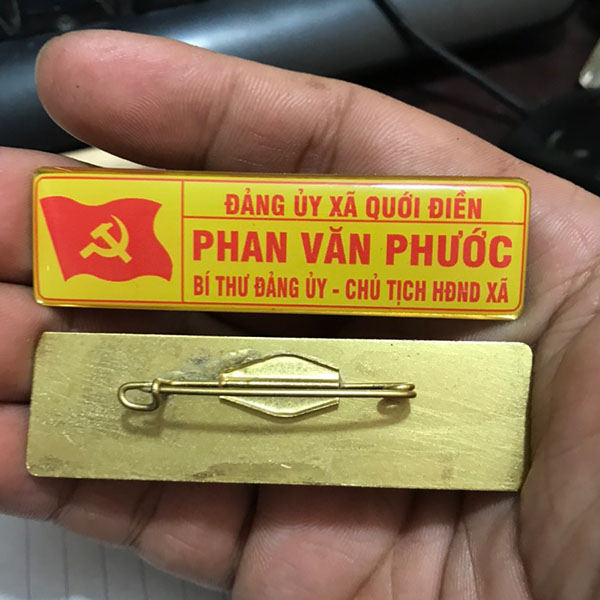 ĐẢNG ỦY XÃ QUỚI ĐIỀN
PHAN VĂN PHƯỚC
BÍ THƯ ĐẢNG ỦY - CHỦ TỊCH HĐND XÃ